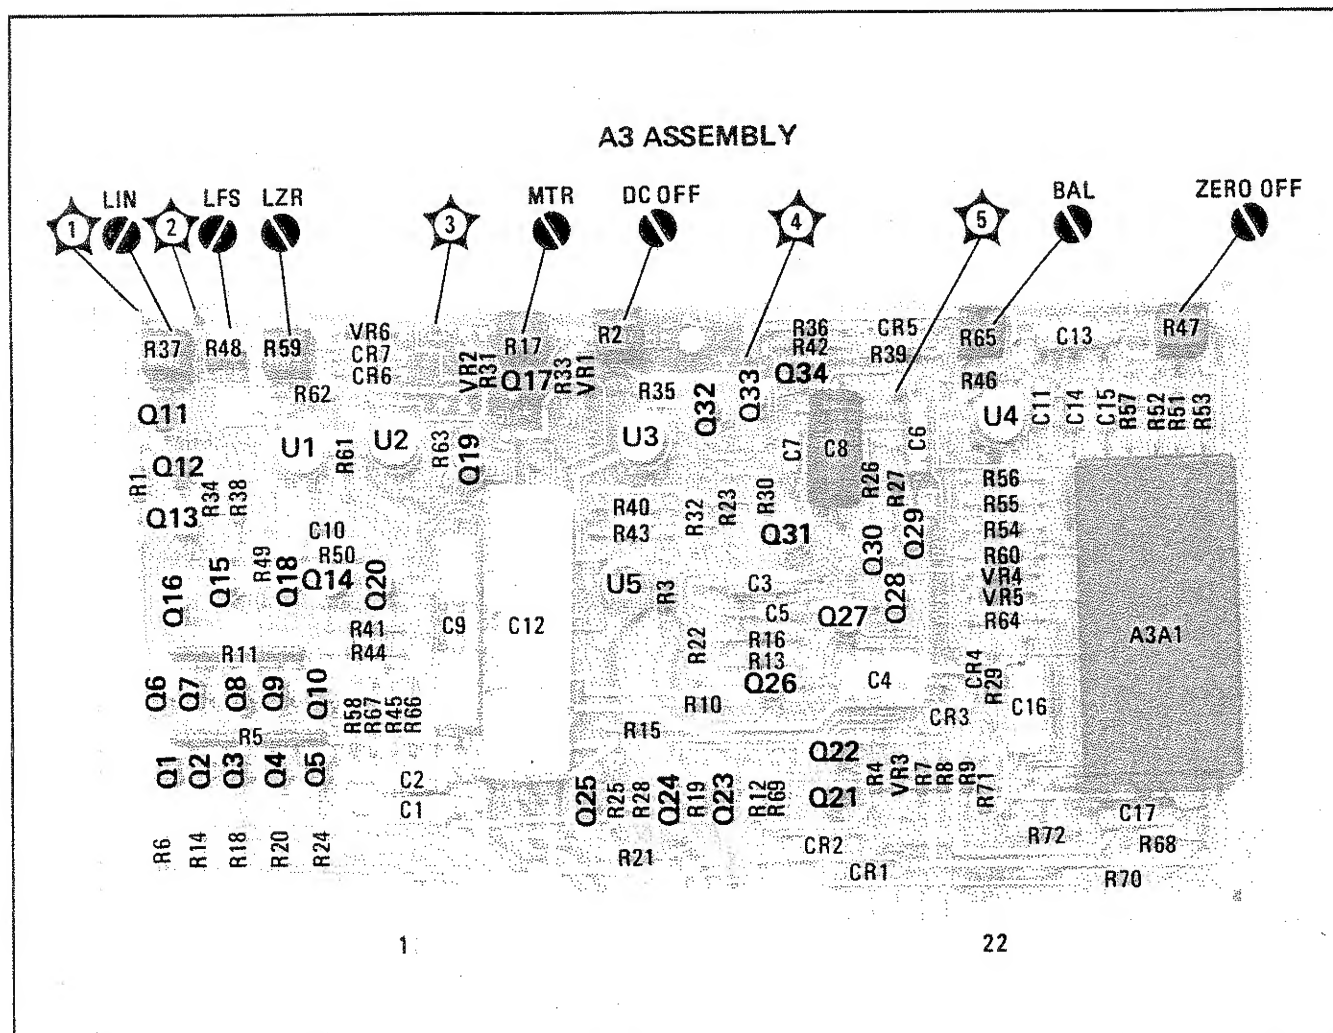 A3 ASSEMBLY
1 LIN 2 LFS LZR 3 MTR DC OFF 4 5 BAL ZERO OFF
R37 R48 R59 VR6 R17 R2 R36 CR5 R65 C13 R47
CR7 R42 R39
CR6 VR2 R31 Q17 R33 VR1 R35 Q32 Q33 Q34 R46
R62
Q11 U1 R61 U2 R63 Q19 U3 C7 C8 C6 U4 C11 C14 C15 R57 R52 R51 R53
Q12
R1 R34 R38 R26 R27 R56
Q13 R40 R32 R23 R30 R55
C10 R43 Q31 Q30 Q29 R54
R50 R60
Q16 Q15 R49 Q18 Q14 Q20 U5 R3 C3 Q28 VR4
VR5
C9 C12 C5 Q27 R64
R41 R22 R16 A3A1
R11 R44 R13
Q6 Q7 Q8 Q9 Q10 Q26 C4 CR4 R29
R58 R67 R45 R66 R10 CR3 C16
R5 R15
Q22
Q1 Q2 Q3 Q4 Q5 C2 R4 VR3 R7 R8 R9 R71
C1 Q25 R25 R28 Q24 R19 Q23 R12 R69 Q21 C17
R6 R14 R18 R20 R24 R21 CR2 R72 R68
CR1 R70
1 22